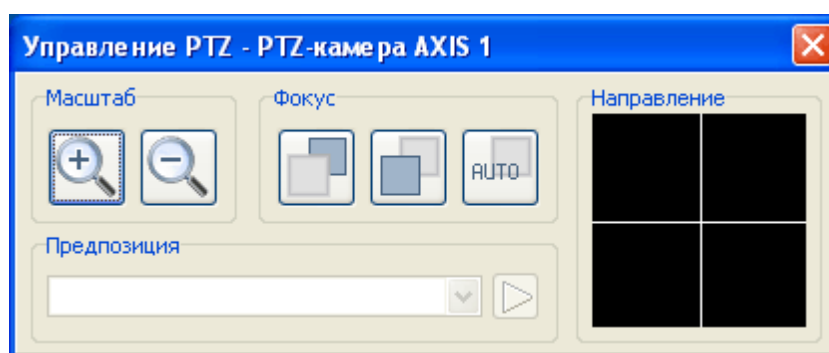 Управление PTZ - PTZ-камера AXIS 1
Масштаб
Фокус
Направление
AUTO
Предпозиция